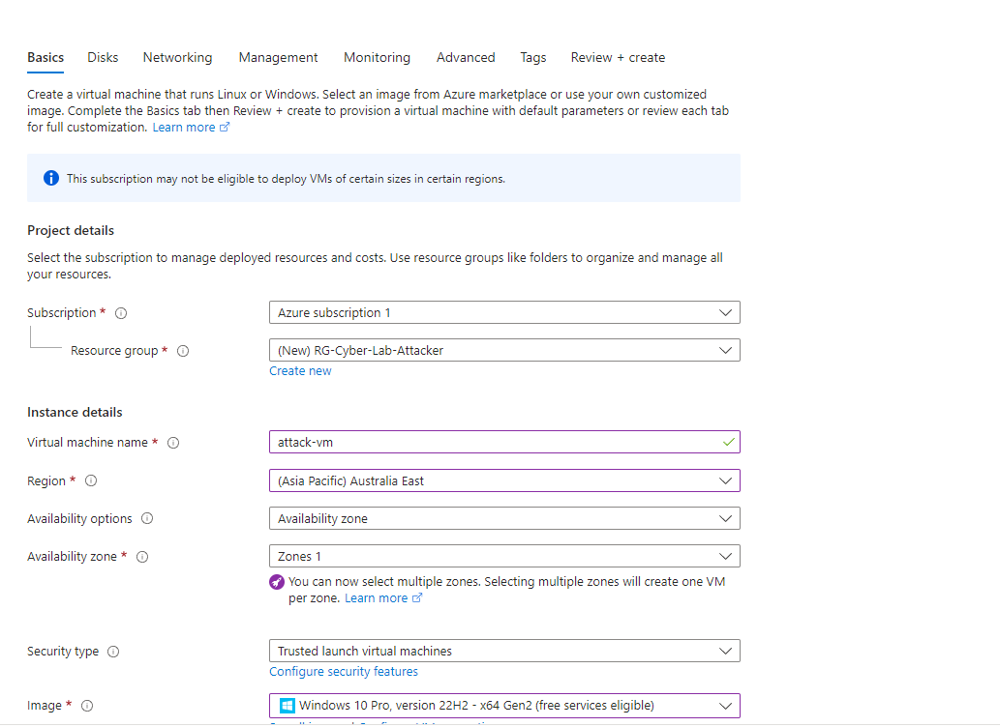 Basics Disks Networking Management Monitoring Advanced Tags Review + create
Create a virtual machine that runs Linux or Windows. Select an image from Azure marketplace or use your own customized
image. Complete the Basics tab then Review + create to provision a virtual machine with default parameters or review each tab
for full customization. Learn more
This subscription may not be eligible to deploy VMs of certain sizes in certain regions.
Project details
Select the subscription to manage deployed resources and costs. Use resource groups like folders to organize and manage all
your resources.
Subscription * Azure subscription 1
Resource group * (New) RG-Cyber-Lab-Attacker
Create new
Instance details
Virtual machine name * attack-vm
Region * (Asia Pacific) Australia East
Availability options Availability zone
Availability zone * Zones 1
You can now select multiple zones. Selecting multiple zones will create one VM
per zone. Learn more
Security type Trusted launch virtual machines
Configure security features
Image * Windows 10 Pro, version 22H2 - x64 Gen2 (free services eligible)